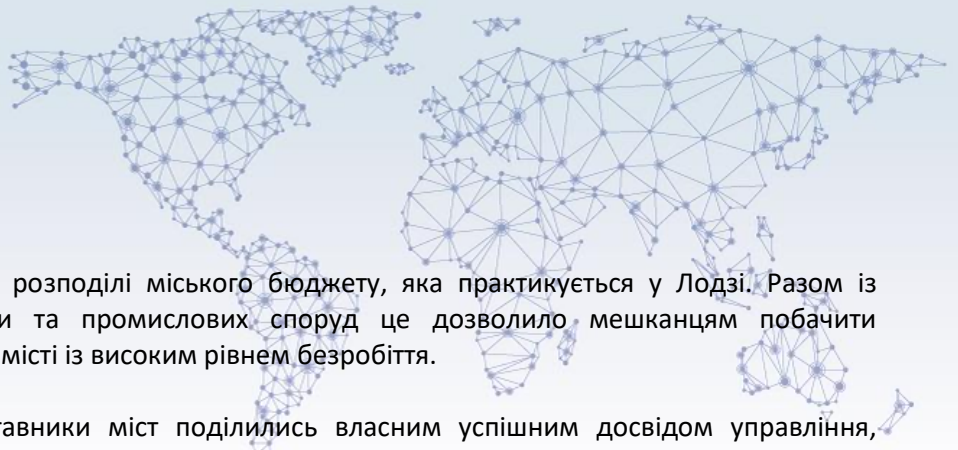 розподілі міського бюджету, яка практикується у Лодзі. Разом із
и та промислових споруд це дозволило мешканцям побачити
місті із високим рівнем безробіття.
тавники міст поділились власним успішним досвідом управління,